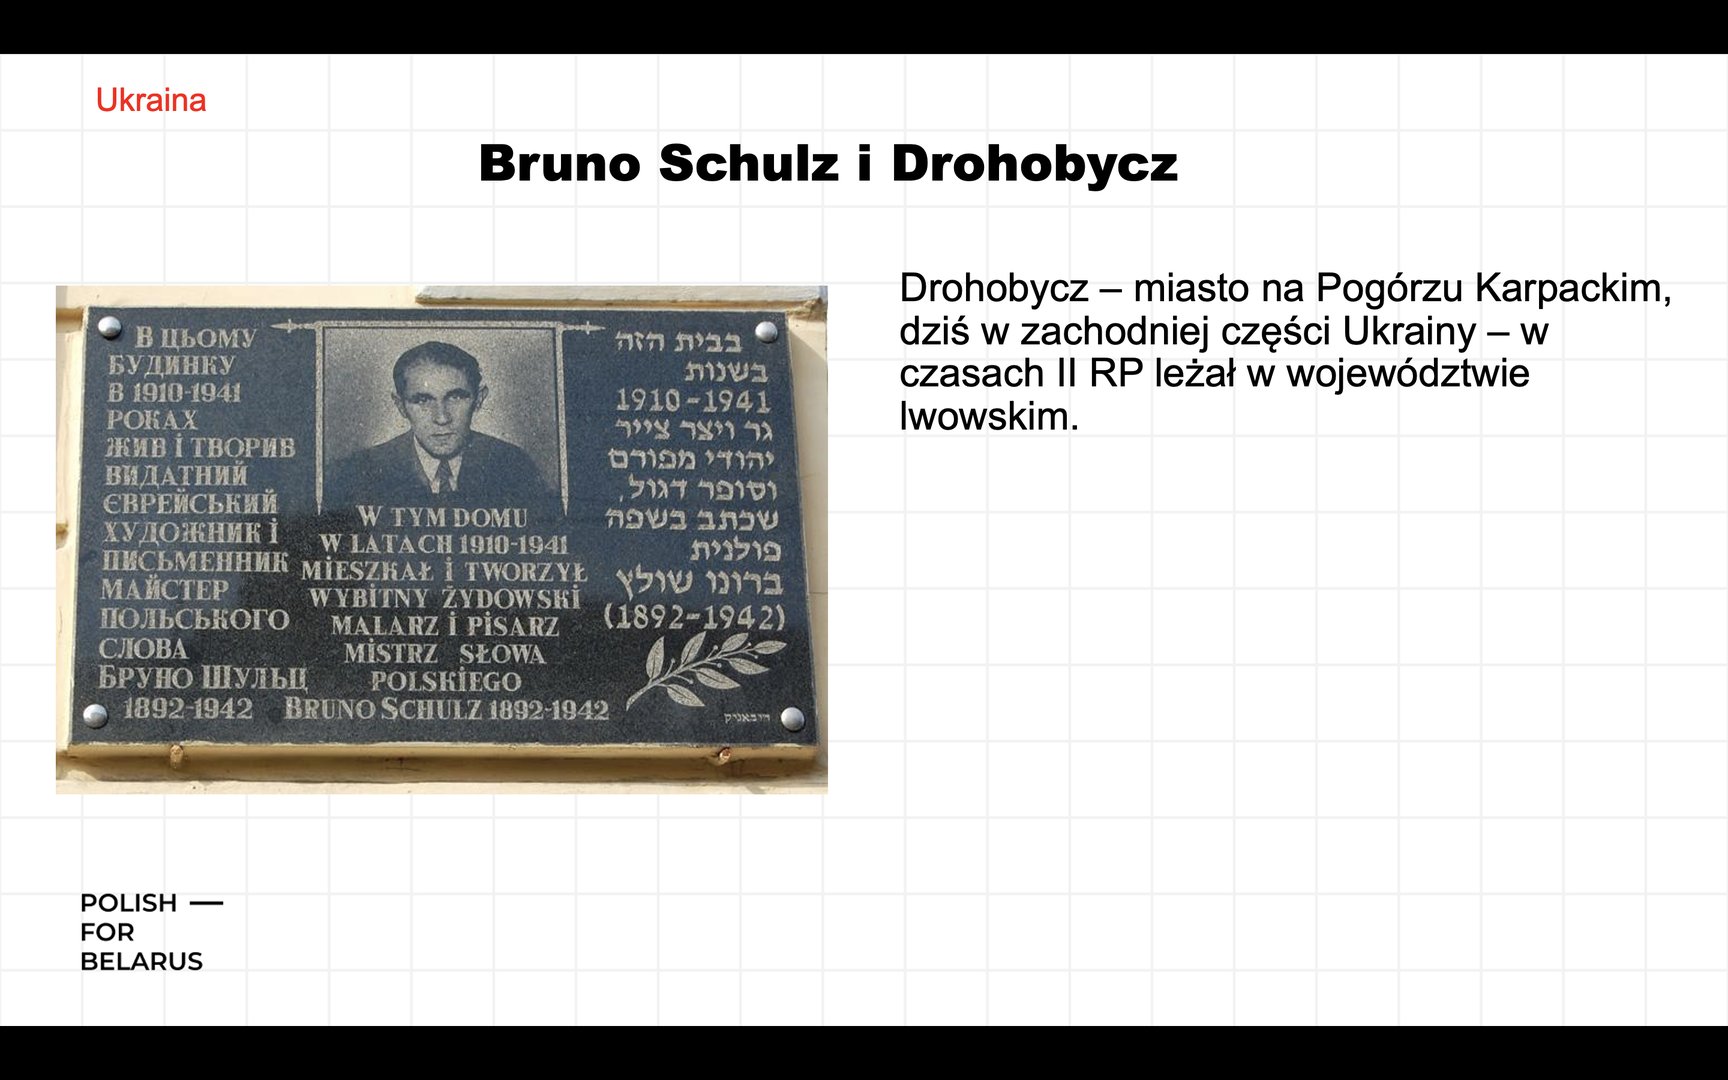 Ukraina
Bruno Schulz i Drohobycz
В ЦЬОМУ
БУДИНКУ
В 1910-1941
РОКАХ
ЖИВ І ТВОРИВ
ВИДАТНИЙ
ЄВРЕЙСЬКИЙ
ХУДОЖНИК І
ПИСЬМЕННИК
МАЙСТЕР
ПОЛЬСЬКОГО
СЛОВА
БРУНО ШУЛЬЦ
1892-1942
W TYM DOMU
W LATACH 1910-1941
MIESZKAŁ I TWORZYŁ
WYBITNY ŻYDOWSKI
MALARZ I PISARZ
MISTRZ SŁOWA
POLSKIEGO
BRUNO SCHULZ 1892-1942
בבית הזה
בשנות
1910-1941
גר ויצר צייר
יהודי מפורם
וסופר דגול,
שכתב בשפה
פולנית
ברונו שולץ
(1892-1942)
Drohobycz – miasto na Pogórzu Karpackim,
dziś w zachodniej części Ukrainy – w
czasach II RP leżał w województwie
lwowskim.
POLISH —
FOR
BELARUS